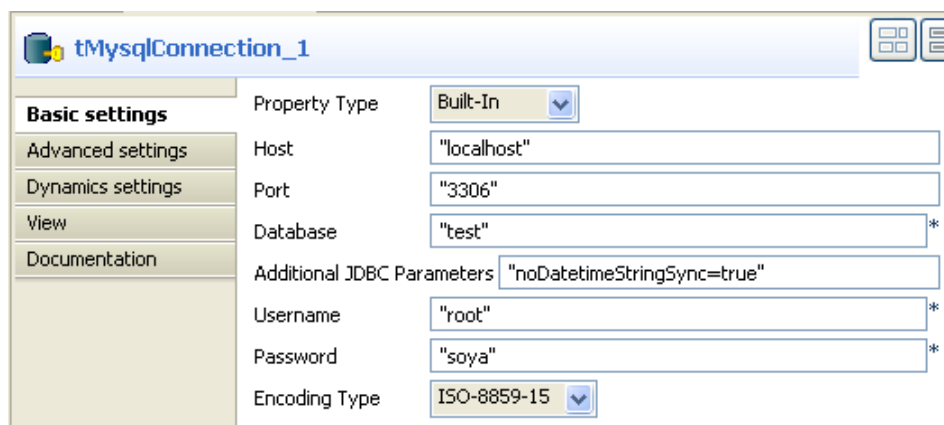 tMysqlConnection_1
Basic settings
Advanced settings
Dynamics settings
View
Documentation
Property Type Built-In
Host "localhost"
Port "3306"
Database "test" *
Additional JDBC Parameters "noDatetimeStringSync=true"
Username "root" *
Password "soya" *
Encoding Type ISO-8859-15